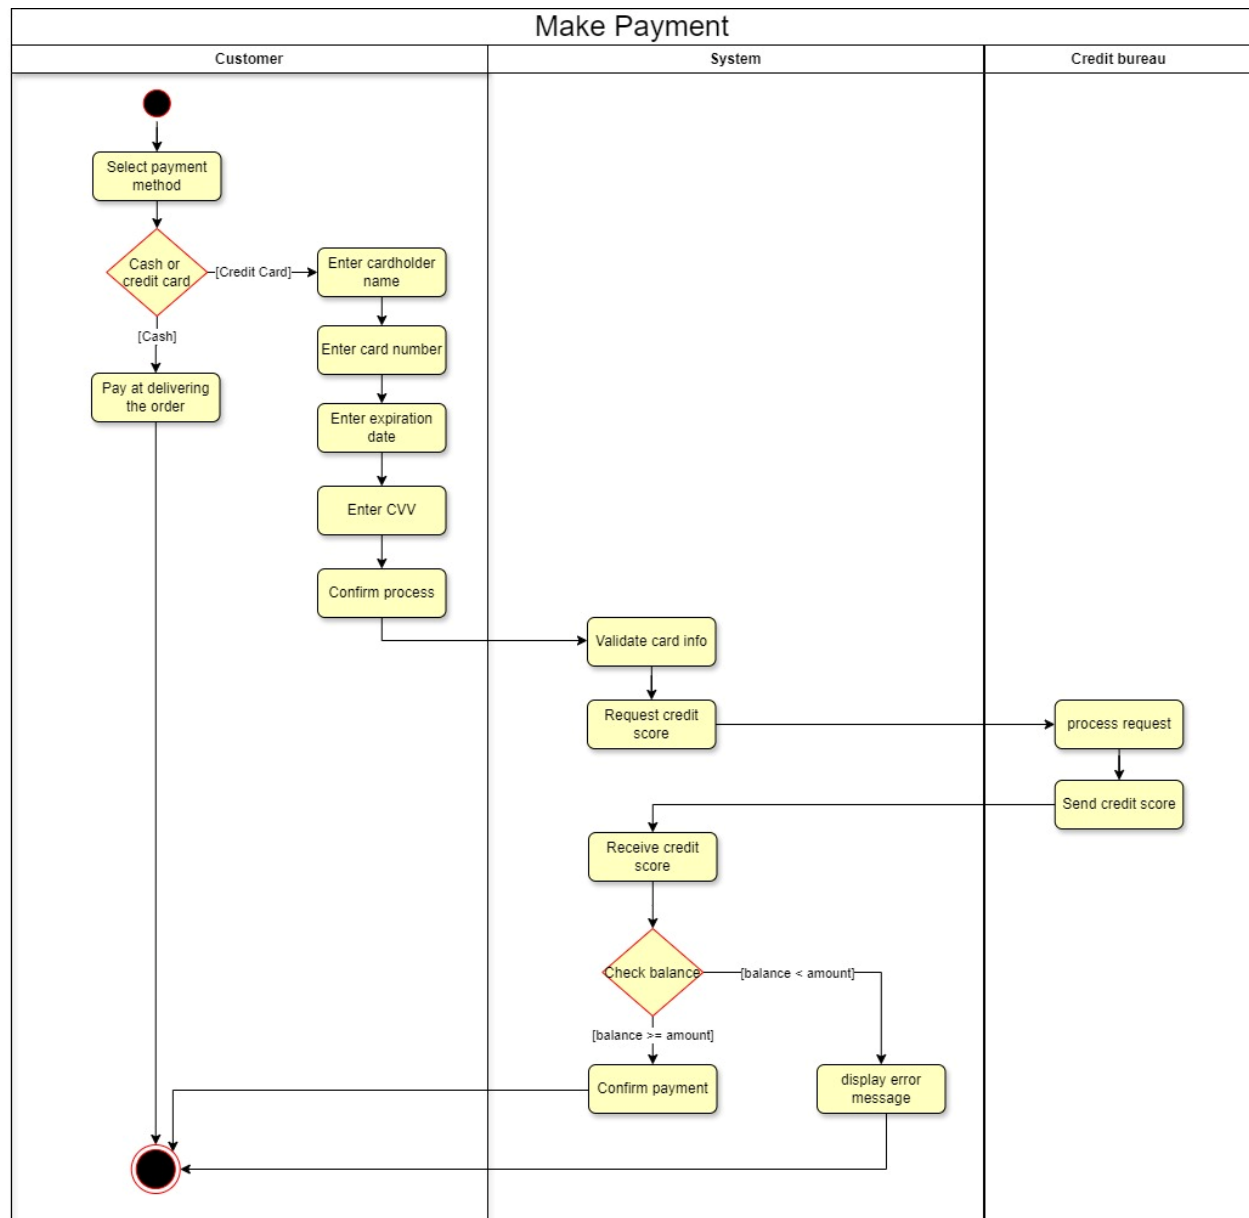 Make Payment
Customer
System
Credit bureau
Select payment
method
Cash or
credit card
[Credit Card]
Enter cardholder
name
[Cash]
Enter card number
Pay at delivering
the order
Enter expiration
date
Enter CVV
Confirm process
Validate card info
Request credit
score
process request
Send credit score
Receive credit
score
Check balance
[balance < amount]
[balance >= amount]
Confirm payment
display error
message